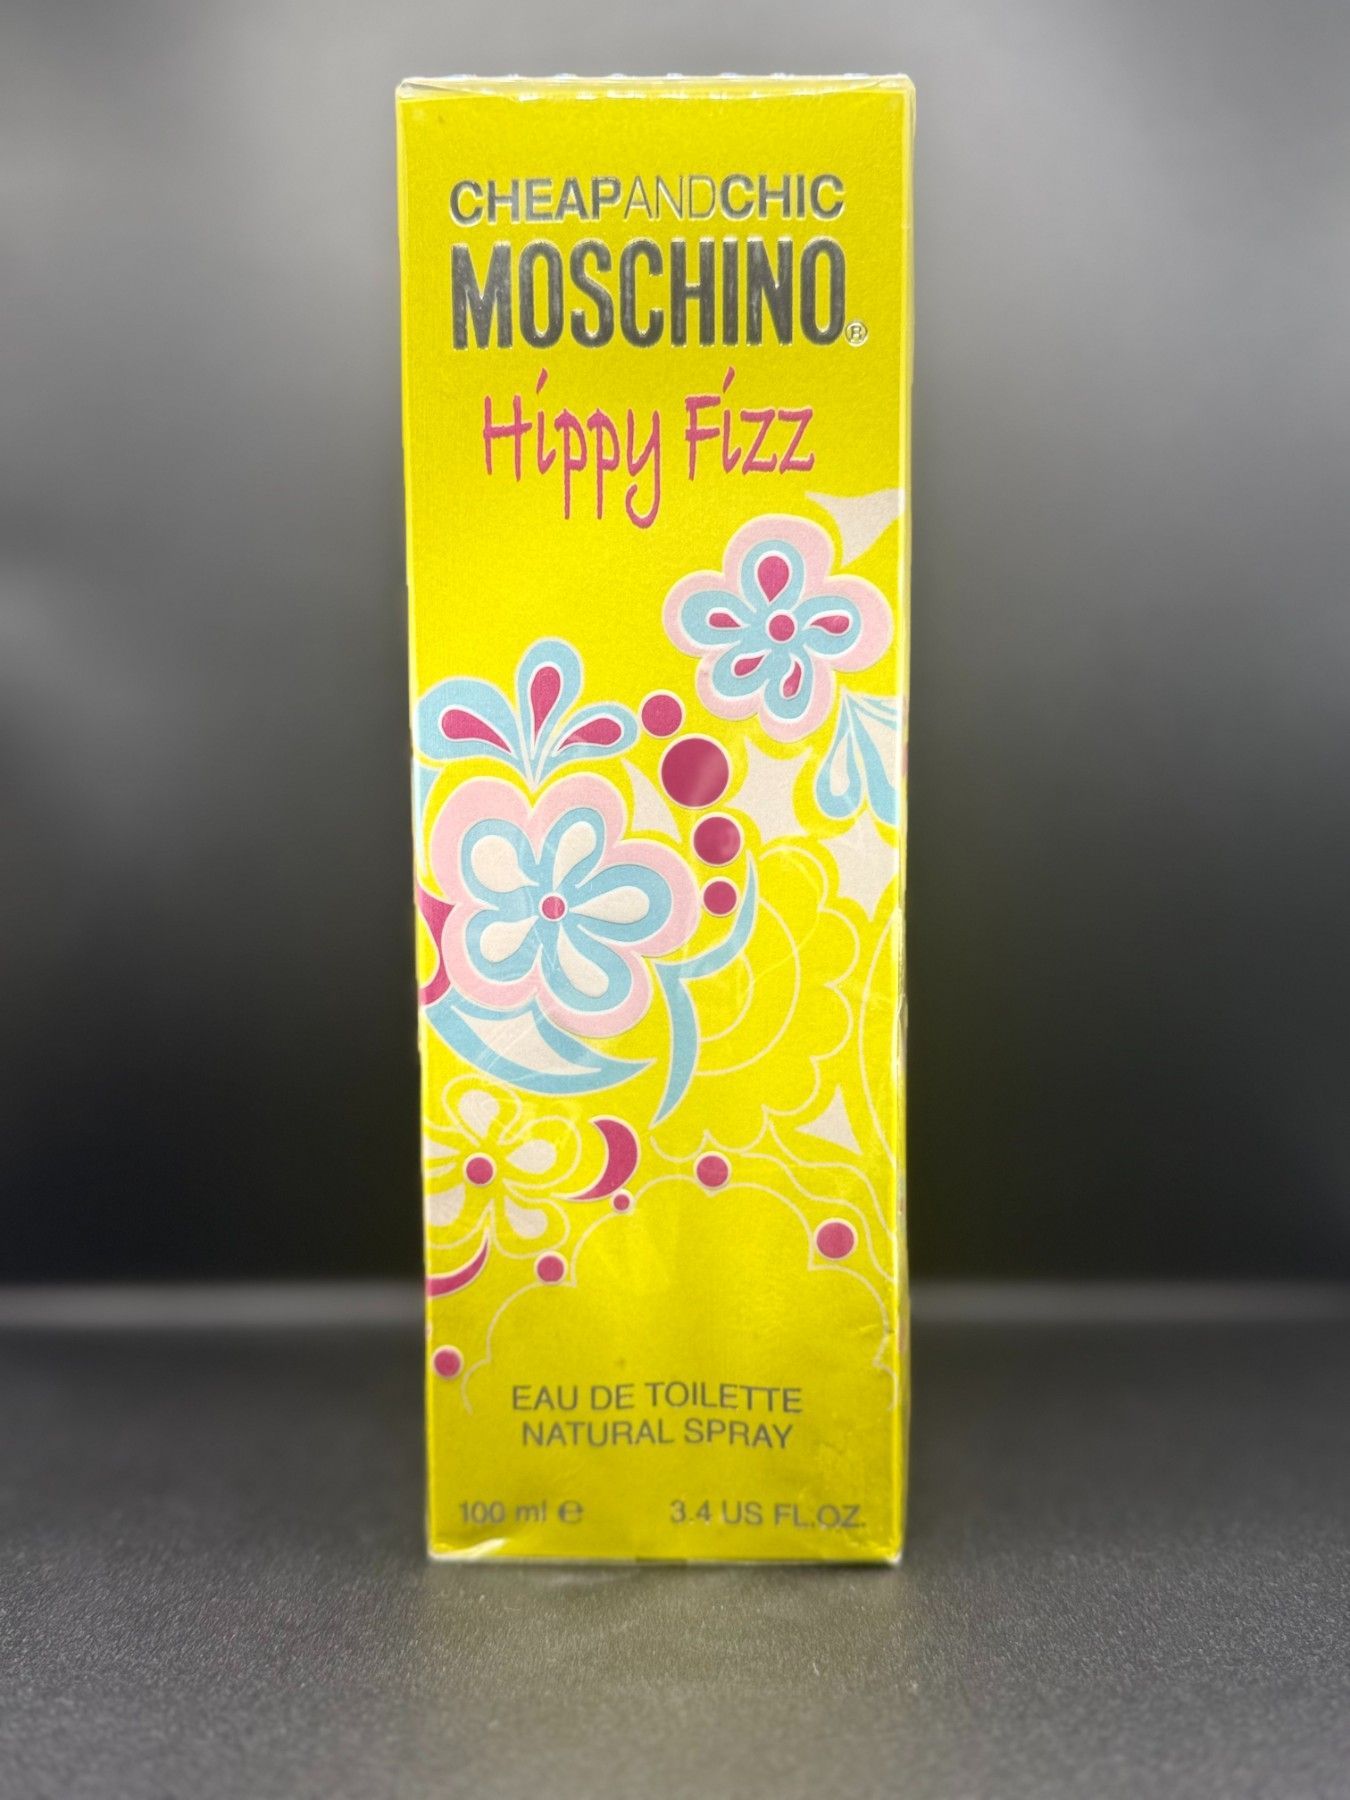 CHEAPANDCHIC
MOSCHINO®
Hippy Fizz
EAU DE TOILETTE
NATURAL SPRAY
100 ml ℮ 3.4 US FL.OZ.